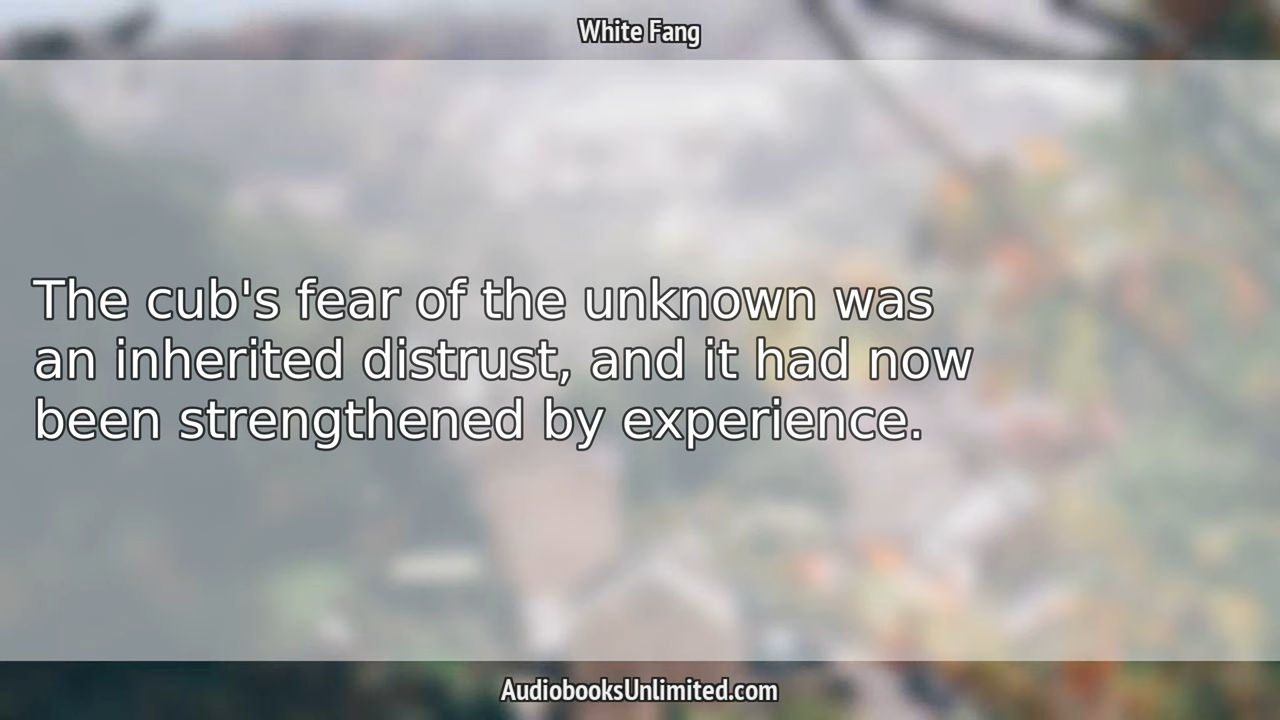 White Fang
The cub's fear of the unknown was
an inherited distrust, and it had now
been strengthened by experience.
AudiobooksUnlimited.com